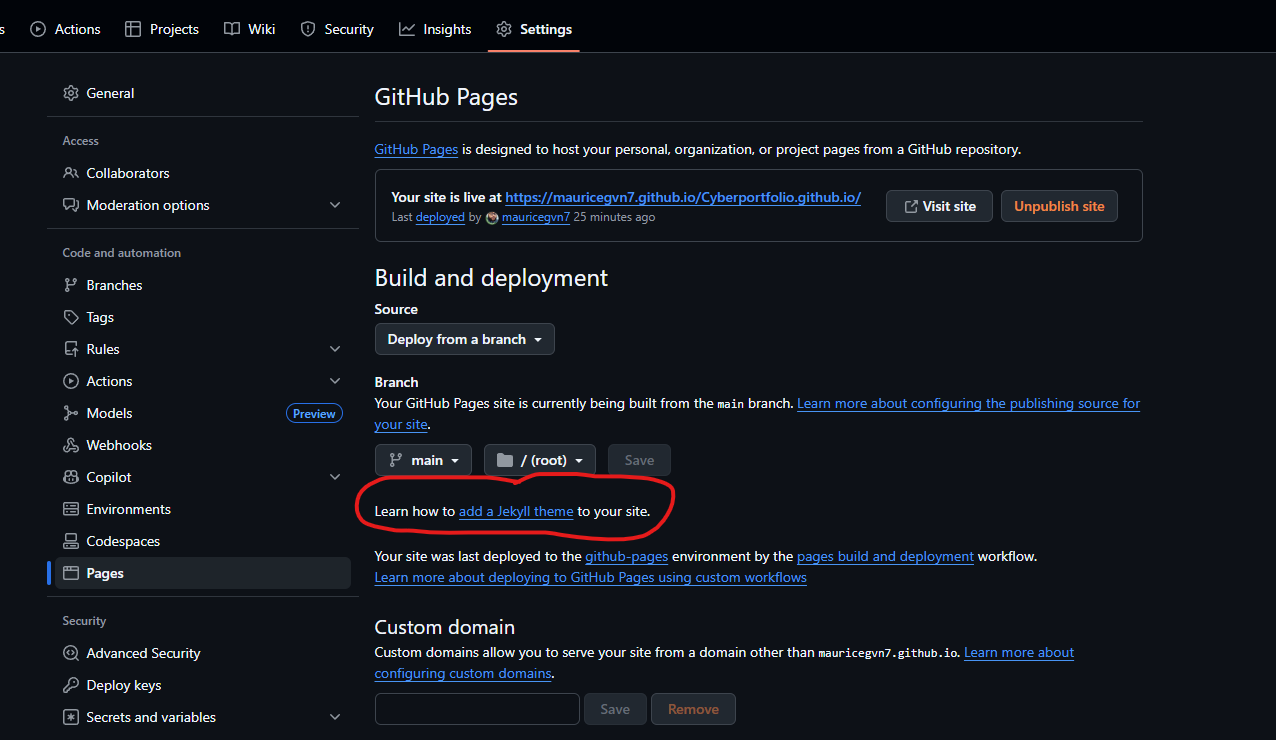 s
Actions
Projects
Wiki
Security
Insights
Settings
General
Access
Collaborators
Moderation options
Code and automation
Branches
Tags
Rules
Actions
Models
Preview
Webhooks
Copilot
Environments
Codespaces
Pages
Security
Advanced Security
Deploy keys
Secrets and variables
GitHub Pages
GitHub Pages is designed to host your personal, organization, or project pages from a GitHub repository.
Your site is live at https://mauricegvn7.github.io/Cyberportfolio.github.io/
Last deployed by mauricegvn7 25 minutes ago
Visit site
Unpublish site
Build and deployment
Source
Deploy from a branch
Branch
Your GitHub Pages site is currently being built from the main branch. Learn more about configuring the publishing source for
your site.
main
/ (root)
Save
Learn how to add a Jekyll theme to your site.
Your site was last deployed to the github-pages environment by the pages build and deployment workflow.
Learn more about deploying to GitHub Pages using custom workflows
Custom domain
Custom domains allow you to serve your site from a domain other than mauricegvn7.github.io. Learn more about
configuring custom domains.
Save
Remove